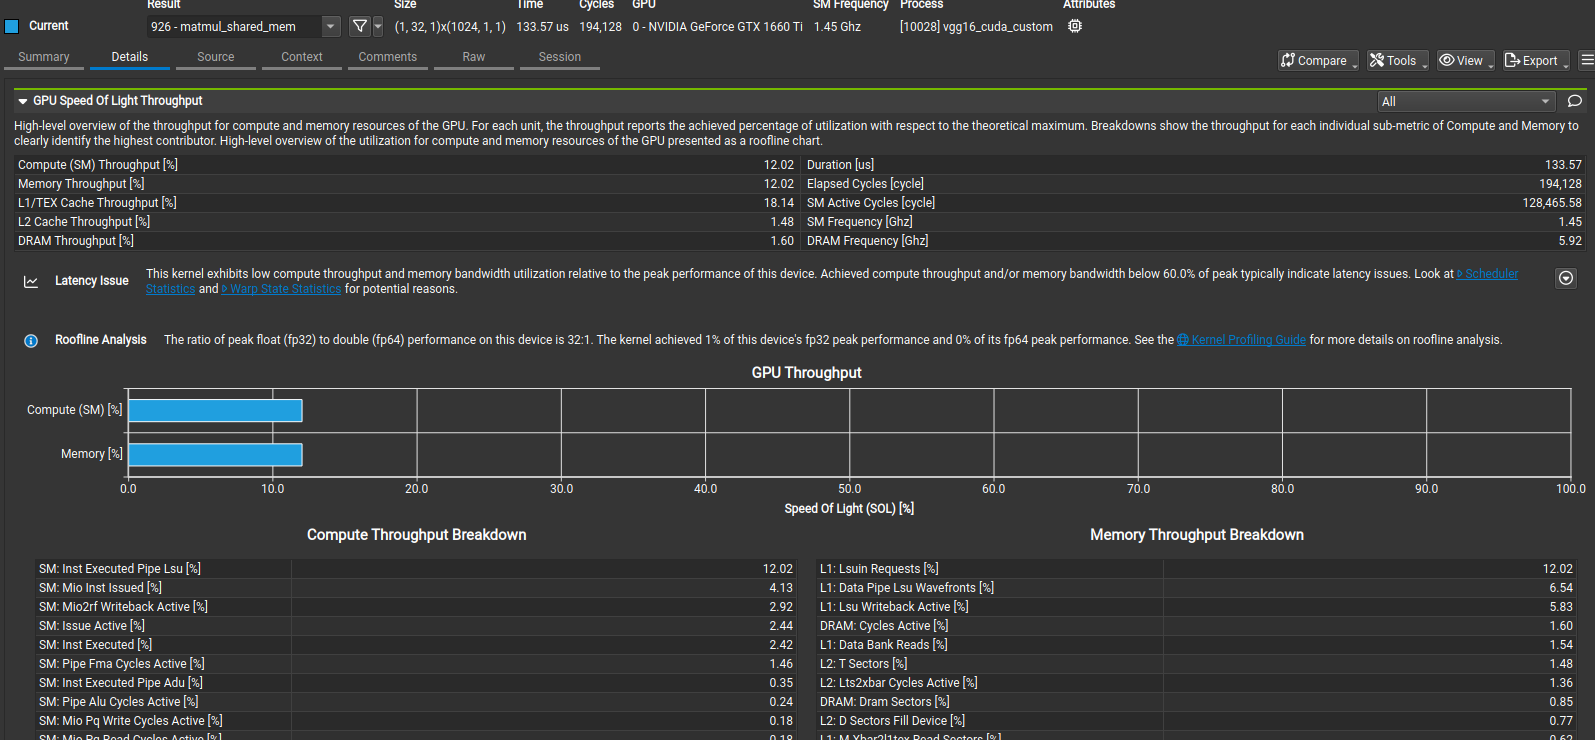 Result Size Time Cycles GPU SM Frequency Process Attributes
Current 926 - matmul_shared_mem (1, 32, 1)x(1024, 1, 1) 133.57 us 194,128 0 - NVIDIA GeForce GTX 1660 Ti 1.45 Ghz [10028] vgg16_cuda_custom
Summary Details Source Context Comments Raw Session Compare Tools View Export
GPU Speed Of Light Throughput All
High-level overview of the throughput for compute and memory resources of the GPU. For each unit, the throughput reports the achieved percentage of utilization with respect to the theoretical maximum. Breakdowns show the throughput for each individual sub-metric of Compute and Memory to
clearly identify the highest contributor. High-level overview of the utilization for compute and memory resources of the GPU presented as a roofline chart.
Compute (SM) Throughput [%] 12.02 Duration [us] 133.57
Memory Throughput [%] 12.02 Elapsed Cycles [cycle] 194,128
L1/TEX Cache Throughput [%] 18.14 SM Active Cycles [cycle] 128,465.58
L2 Cache Throughput [%] 1.48 SM Frequency [Ghz] 1.45
DRAM Throughput [%] 1.60 DRAM Frequency [Ghz] 5.92
Latency Issue This kernel exhibits low compute throughput and memory bandwidth utilization relative to the peak performance of this device. Achieved compute throughput and/or memory bandwidth below 60.0% of peak typically indicate latency issues. Look at Scheduler
Statistics and Warp State Statistics for potential reasons.
Roofline Analysis The ratio of peak float (fp32) to double (fp64) performance on this device is 32:1. The kernel achieved 1% of this device's fp32 peak performance and 0% of its fp64 peak performance. See the Kernel Profiling Guide for more details on roofline analysis.
GPU Throughput
Compute (SM) [%]
Memory [%]
0.0 10.0 20.0 30.0 40.0 50.0 60.0 70.0 80.0 90.0 100.0
Speed Of Light (SOL) [%]
Compute Throughput Breakdown Memory Throughput Breakdown
SM: Inst Executed Pipe Lsu [%] 12.02 L1: Lsuin Requests [%] 12.02
SM: Mio Inst Issued [%] 4.13 L1: Data Pipe Lsu Wavefronts [%] 6.54
SM: Mio2rf Writeback Active [%] 2.92 L1: Lsu Writeback Active [%] 5.83
SM: Issue Active [%] 2.44 DRAM: Cycles Active [%] 1.60
SM: Inst Executed [%] 2.42 L1: Data Bank Reads [%] 1.54
SM: Pipe Fma Cycles Active [%] 1.46 L2: T Sectors [%] 1.48
SM: Inst Executed Pipe Adu [%] 0.35 L2: Lts2xbar Cycles Active [%] 1.36
SM: Pipe Alu Cycles Active [%] 0.24 DRAM: Dram Sectors [%] 0.85
SM: Mio Pq Write Cycles Active [%] 0.18 L2: D Sectors Fill Device [%] 0.77
SM: Mio Pq Read Cycles Active [%] 0.18 L1: M Xbar2l1tex Read Sectors [%] 0.62